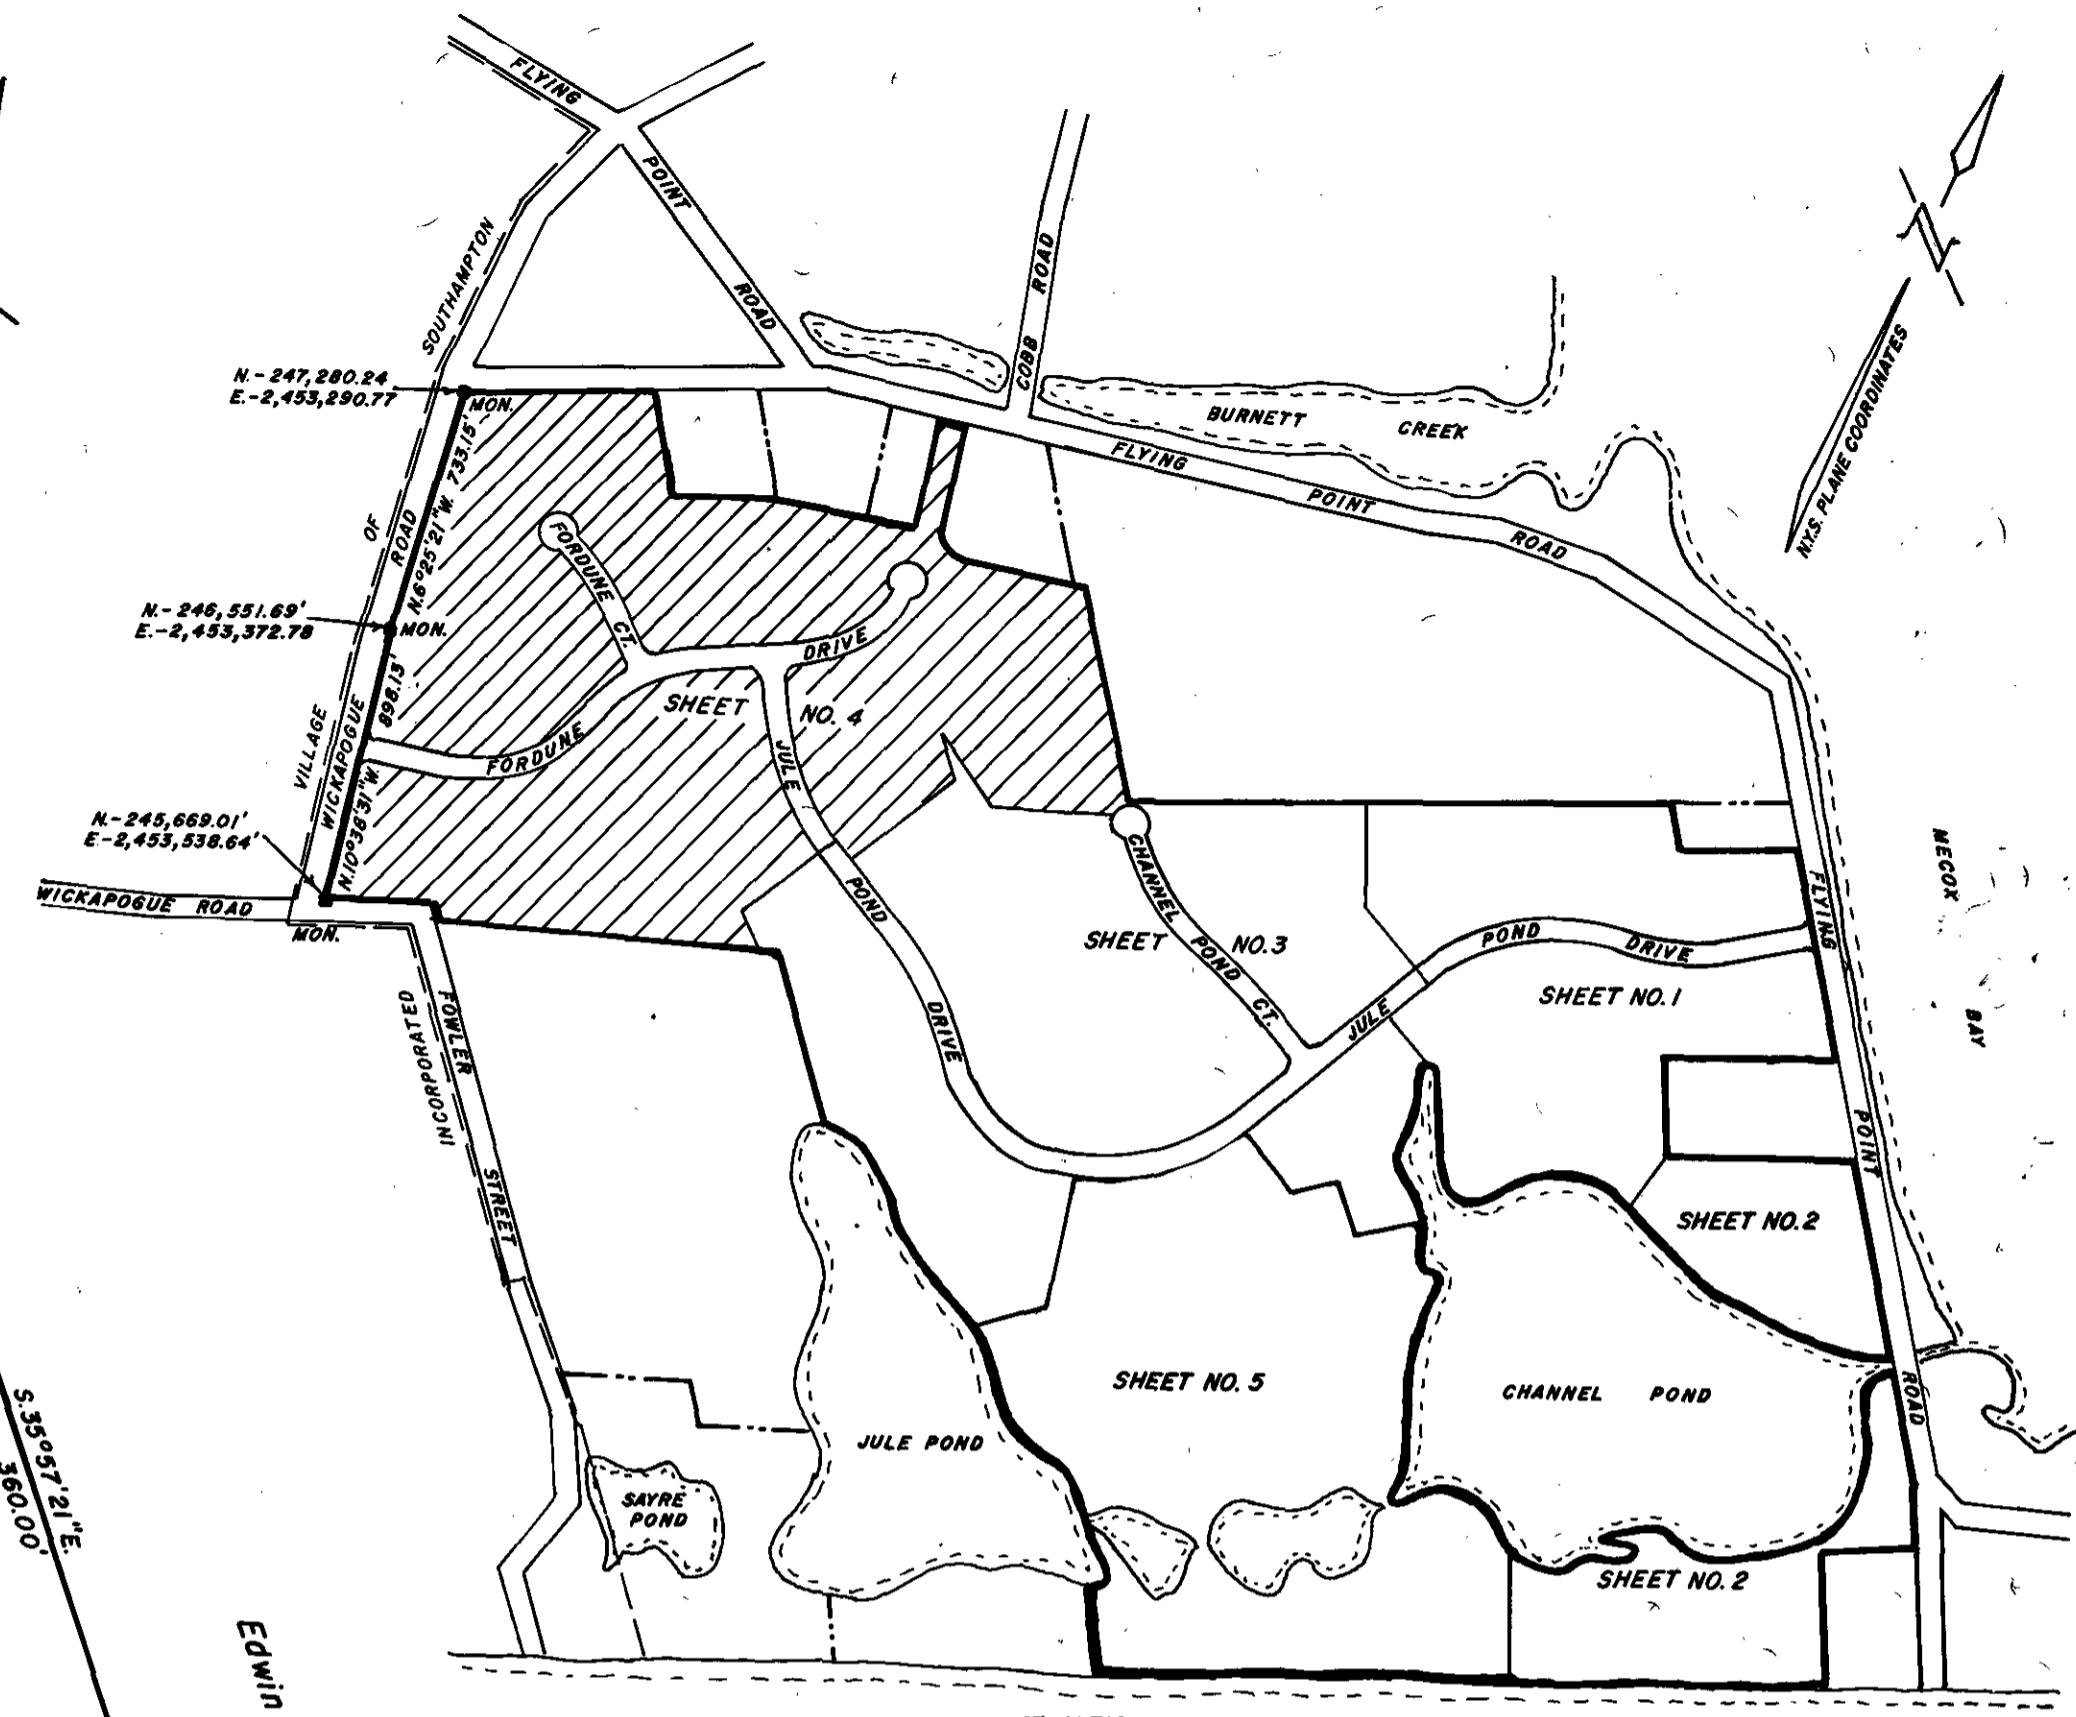 FLYING
POINT
ROAD
COBB ROAD
BURNETT CREEK
FLYING POINT ROAD
N.Y.S. PLANE COORDINATES
N
VILLAGE OF SOUTHAMPTON
N.-247,280.24
E.-2,453,290.77
MON.
N.6°25'21"W. 733.15'
WICKAPOGUE ROAD
N.-246,551.69'
E.-2,453,372.78
MON.
898.13'
N.10°38'31"W.
N.-245,669.01'
E.-2,453,538.64'
WICKAPOGUE ROAD
MON.
FORDUNE CT.
FORDUNE DRIVE
SHEET NO. 4
JULE POND DRIVE
CHANNEL POND CT.
SHEET NO.3
JULE POND DRIVE
SHEET NO. 1
FLYING POINT ROAD
MECOX BAY
INCORPORATED
FOWLER STREET
SHEET NO. 2
SHEET NO. 5
CHANNEL POND
JULE POND
SAYRE
POND
SHEET NO. 2
S.35°57'21"E.
360.00'
Edwin